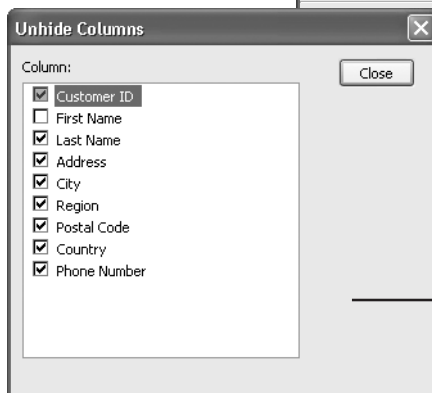 Unhide Columns
Column:
Close
Customer ID
First Name
Last Name
Address
City
Region
Postal Code
Country
Phone Number